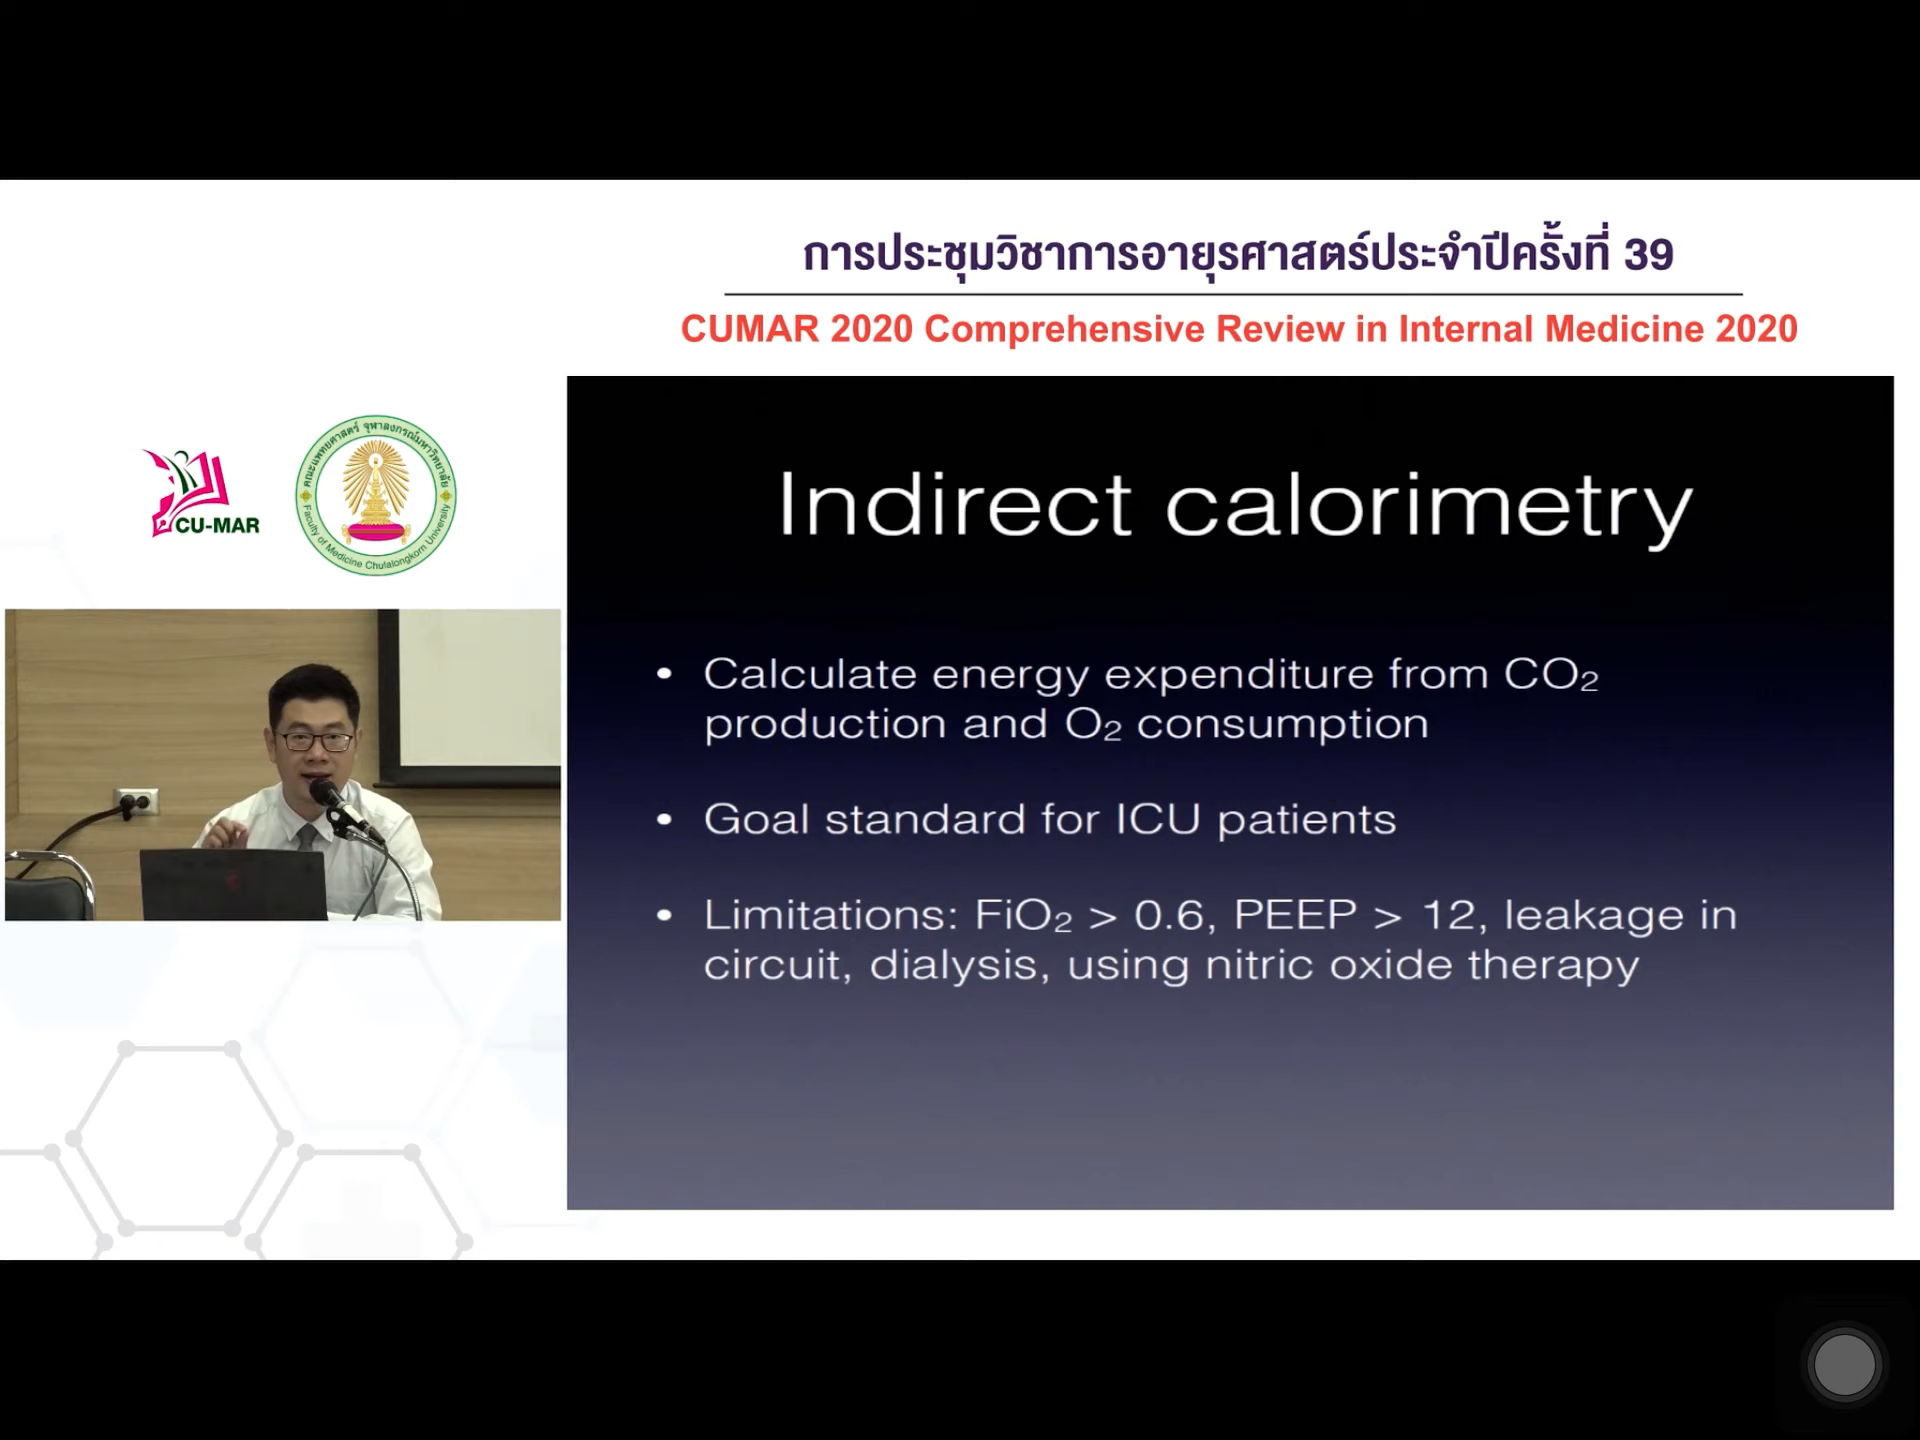 การประชุมวิชาการอายุรศาสตร์ประจำปีครั้งที่ 39
CUMAR 2020 Comprehensive Review in Internal Medicine 2020
CU-MAR
คณะแพทยศาสตร์ จุฬาลงกรณ์มหาวิทยาลัย
Faculty of Medicine Chulalongkorn University
Indirect calorimetry
• Calculate energy expenditure from CO₂
production and O₂ consumption
• Goal standard for ICU patients
• Limitations: FiO₂ > 0.6, PEEP > 12, leakage in
circuit, dialysis, using nitric oxide therapy